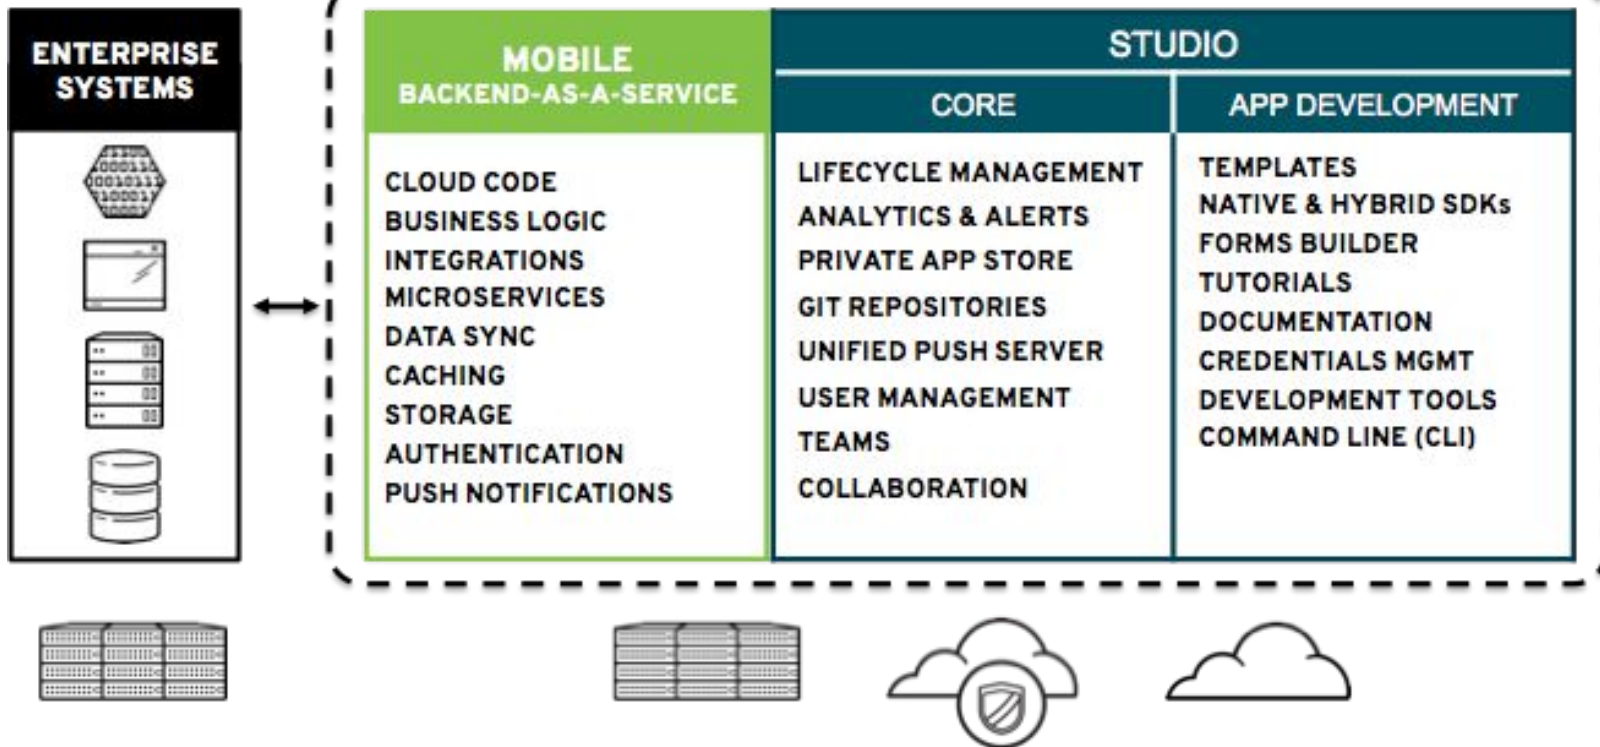 ENTERPRISE
SYSTEMS
MOBILE
BACKEND-AS-A-SERVICE
CLOUD CODE
BUSINESS LOGIC
INTEGRATIONS
MICROSERVICES
DATA SYNC
CACHING
STORAGE
AUTHENTICATION
PUSH NOTIFICATIONS
STUDIO
CORE
LIFECYCLE MANAGEMENT
ANALYTICS & ALERTS
PRIVATE APP STORE
GIT REPOSITORIES
UNIFIED PUSH SERVER
USER MANAGEMENT
TEAMS
COLLABORATION
APP DEVELOPMENT
TEMPLATES
NATIVE & HYBRID SDKs
FORMS BUILDER
TUTORIALS
DOCUMENTATION
CREDENTIALS MGMT
DEVELOPMENT TOOLS
COMMAND LINE (CLI)